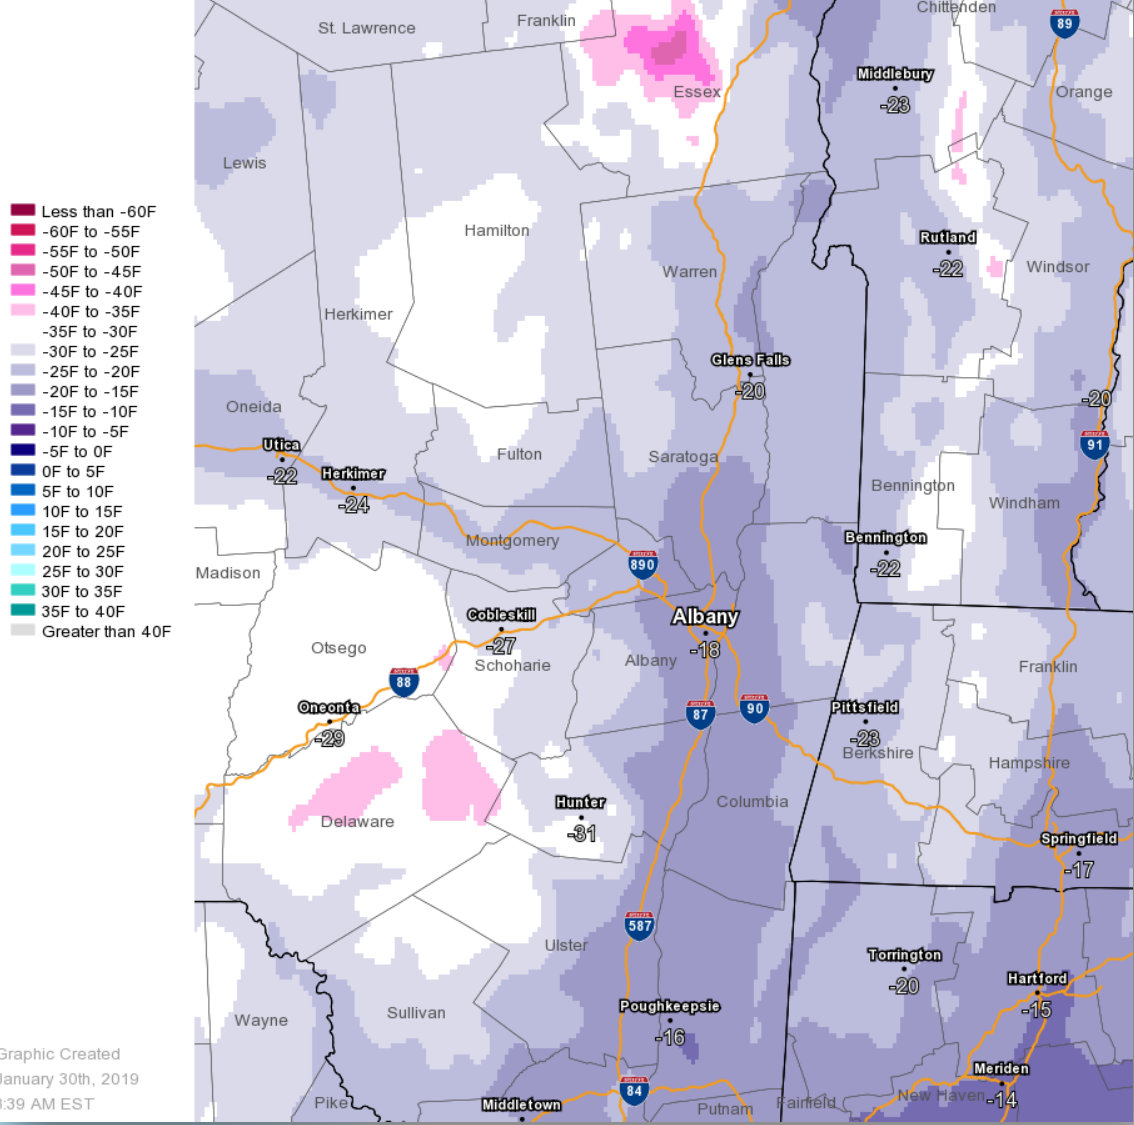 St. Lawrence
Franklin
Chittenden
89
Middlebury
-23
Essex
Orange
Lewis
Less than -60F
-60F to -55F
-55F to -50F
-50F to -45F
-45F to -40F
-40F to -35F
-35F to -30F
-30F to -25F
-25F to -20F
-20F to -15F
-15F to -10F
-10F to -5F
-5F to 0F
0F to 5F
5F to 10F
10F to 15F
15F to 20F
20F to 25F
25F to 30F
30F to 35F
35F to 40F
Greater than 40F
Hamilton
Rutland
-22
Warren
Windsor
Herkimer
Glens Falls
-20
Oneida
-20
Utica
-22
Herkimer
-24
Fulton
Saratoga
91
Bennington
Windham
Montgomery
Bennington
-22
890
Madison
Cobleskill
-27
Albany
-18
Otsego
Schoharie
Albany
Franklin
88
Oneonta
-29
87
90
Pittsfield
-23
Berkshire
Hampshire
Hunter
-31
Columbia
Delaware
Springfield
-17
587
Ulster
Torrington
-20
Hartford
-15
Wayne
Sullivan
Poughkeepsie
-16
Graphic Created
January 30th, 2019
:39 AM EST
Meriden
-14
84
New Haven
Pike
Middletown
Putnam
Fairfield